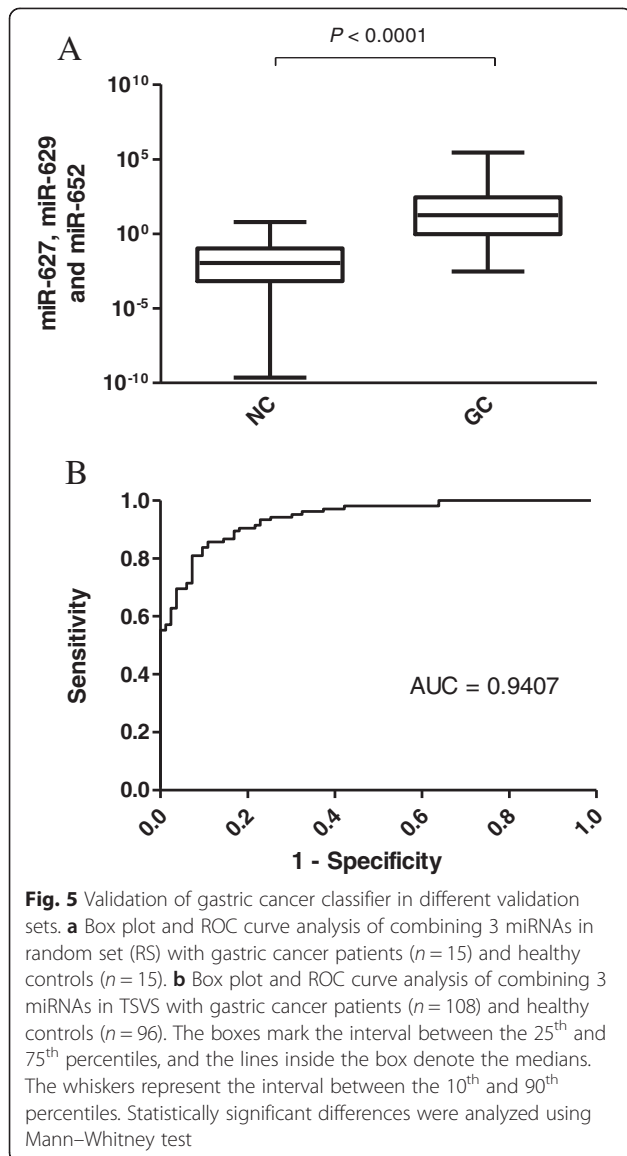 A
P < 0.0001
10^10
10^5
10^0
10^-5
10^-10
miR-627, miR-629
and miR-652
NC
GC
B
1.0
0.8
0.6
0.4
0.2
0.0
Sensitivity
AUC = 0.9407
0.0
0.2
0.4
0.6
0.8
1.0
1 - Specificity
Fig. 5 Validation of gastric cancer classifier in different validation
sets. a Box plot and ROC curve analysis of combining 3 miRNAs in
random set (RS) with gastric cancer patients (n = 15) and healthy
controls (n = 15). b Box plot and ROC curve analysis of combining 3
miRNAs in TSVS with gastric cancer patients (n = 108) and healthy
controls (n = 96). The boxes mark the interval between the 25th and
75th percentiles, and the lines inside the box denote the medians.
The whiskers represent the interval between the 10th and 90th
percentiles. Statistically significant differences were analyzed using
Mann–Whitney test